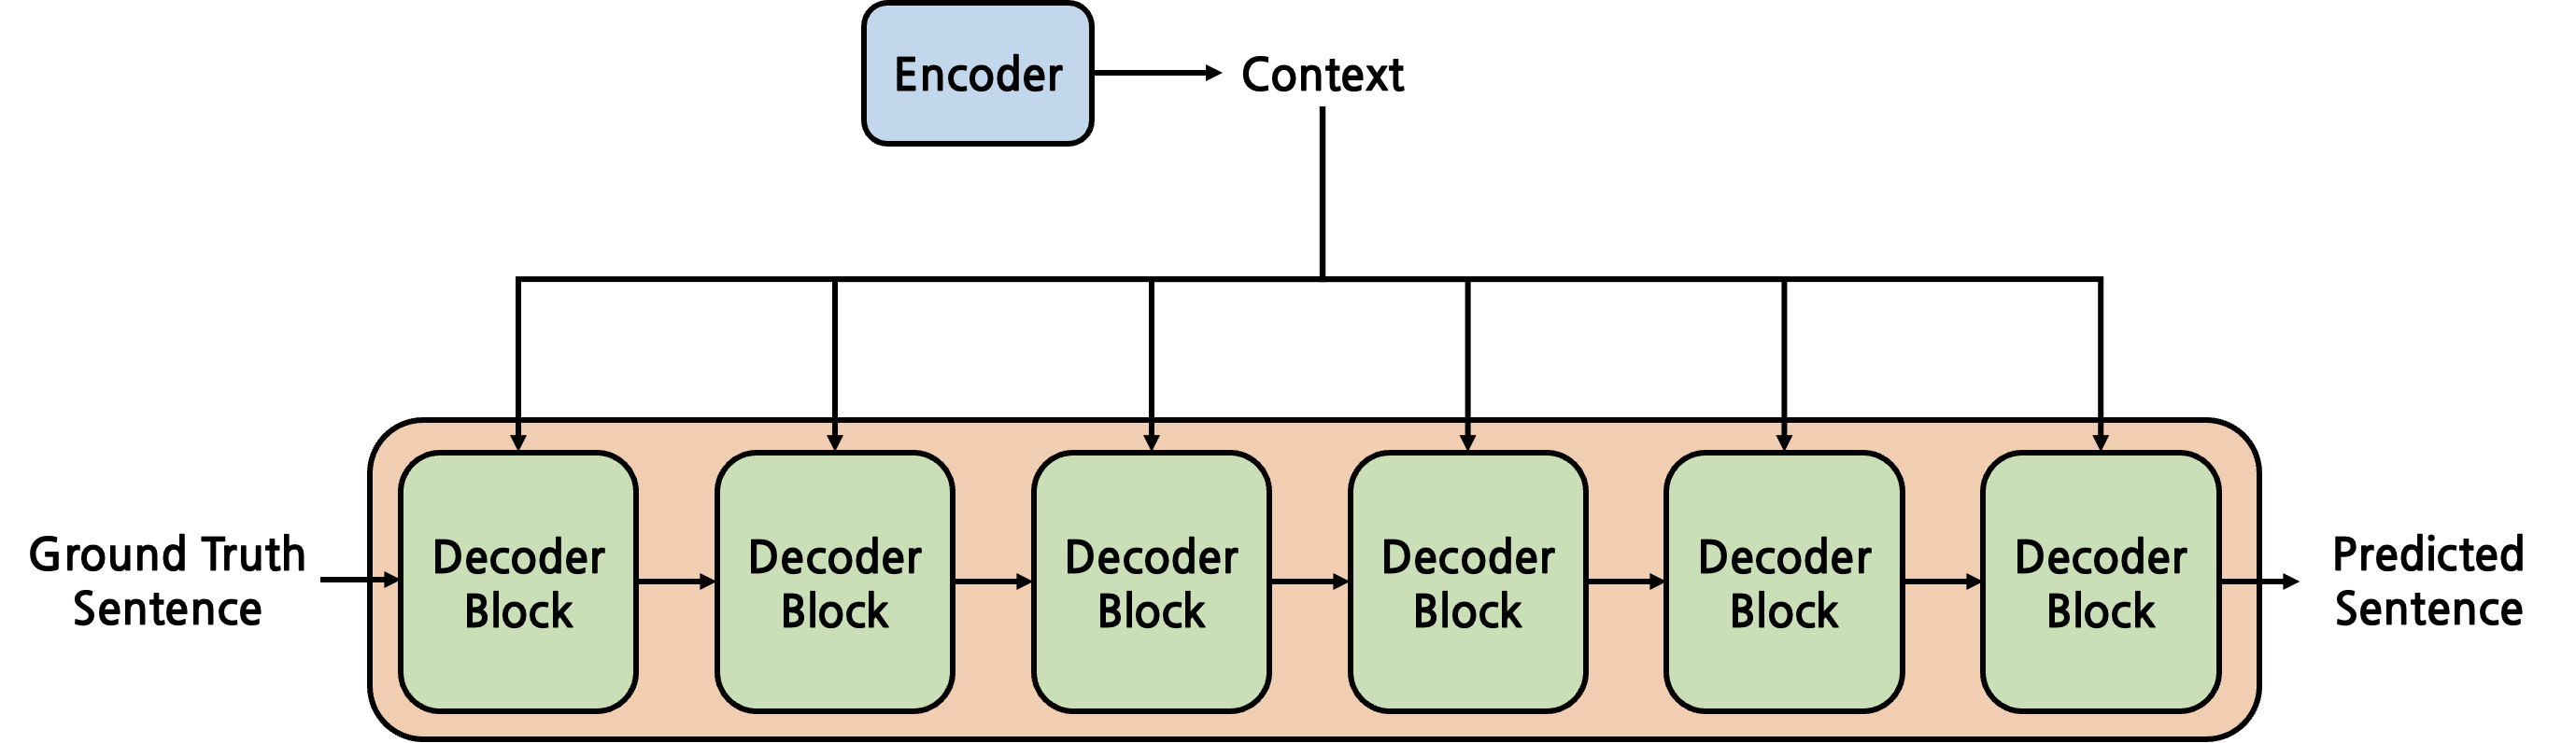 Encoder
Context
Ground Truth
Sentence
Decoder
Block
Decoder
Block
Decoder
Block
Decoder
Block
Decoder
Block
Decoder
Block
Predicted
Sentence